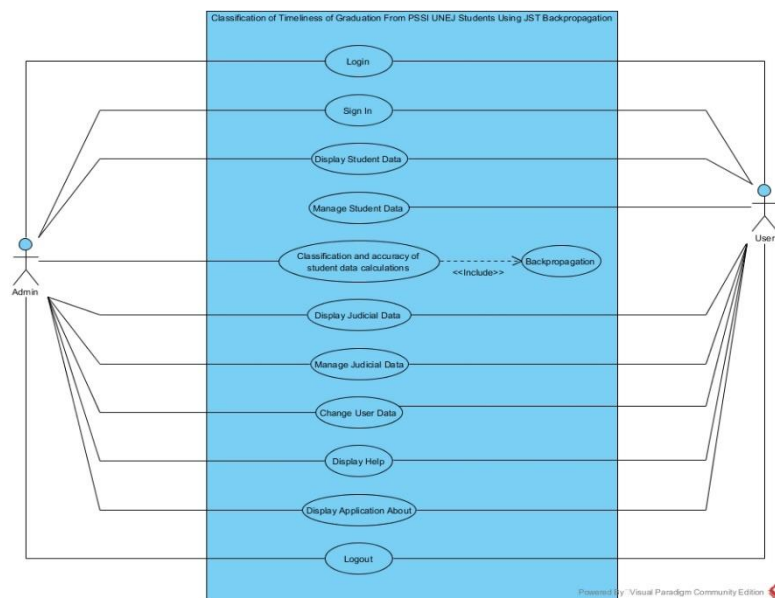 Classification of Timeliness of Graduation From PSSI UNEJ Students Using JST Backpropagation
Login
Sign In
Display Student Data
Manage Student Data
User
Classification and accuracy of
student data calculations
<<Include>>
Backpropagation
Admin
Display Judicial Data
Manage Judicial Data
Change User Data
Display Help
Display Application About
Logout
Powered By Visual Paradigm Community Edition